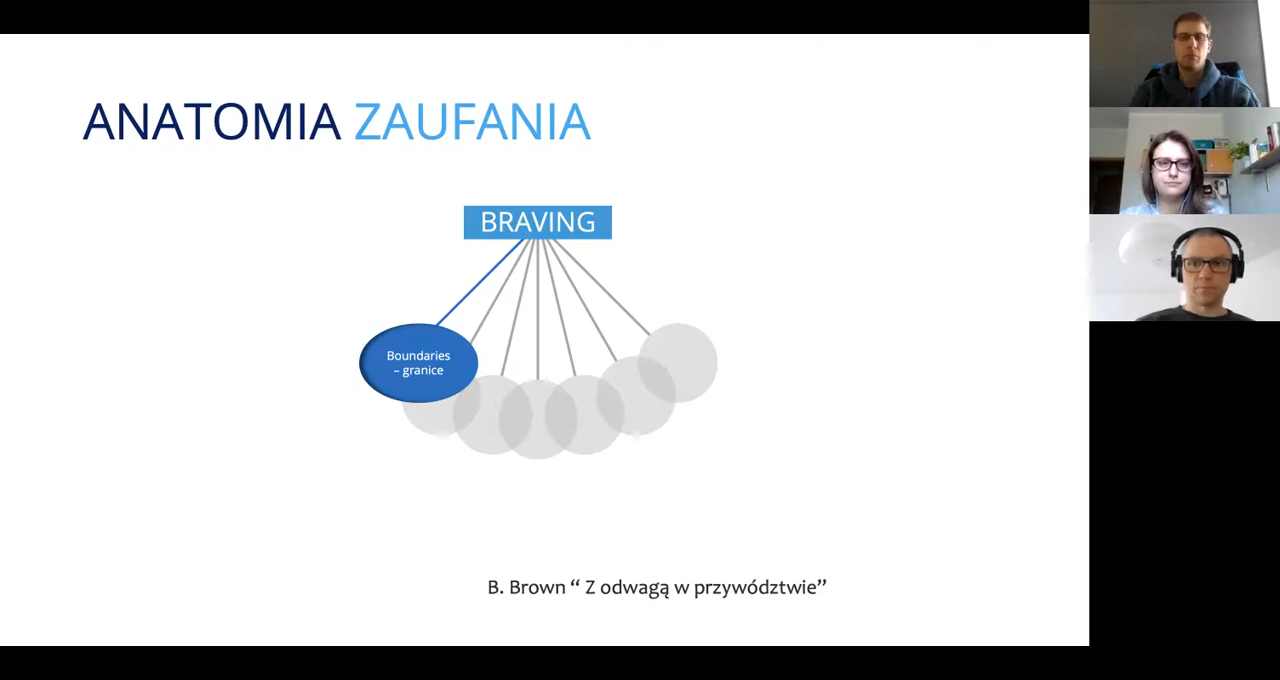 ANATOMIA ZAUFANIA
BRAVING
Boundaries
– granice
B. Brown “ Z odwagą w przywództwie”